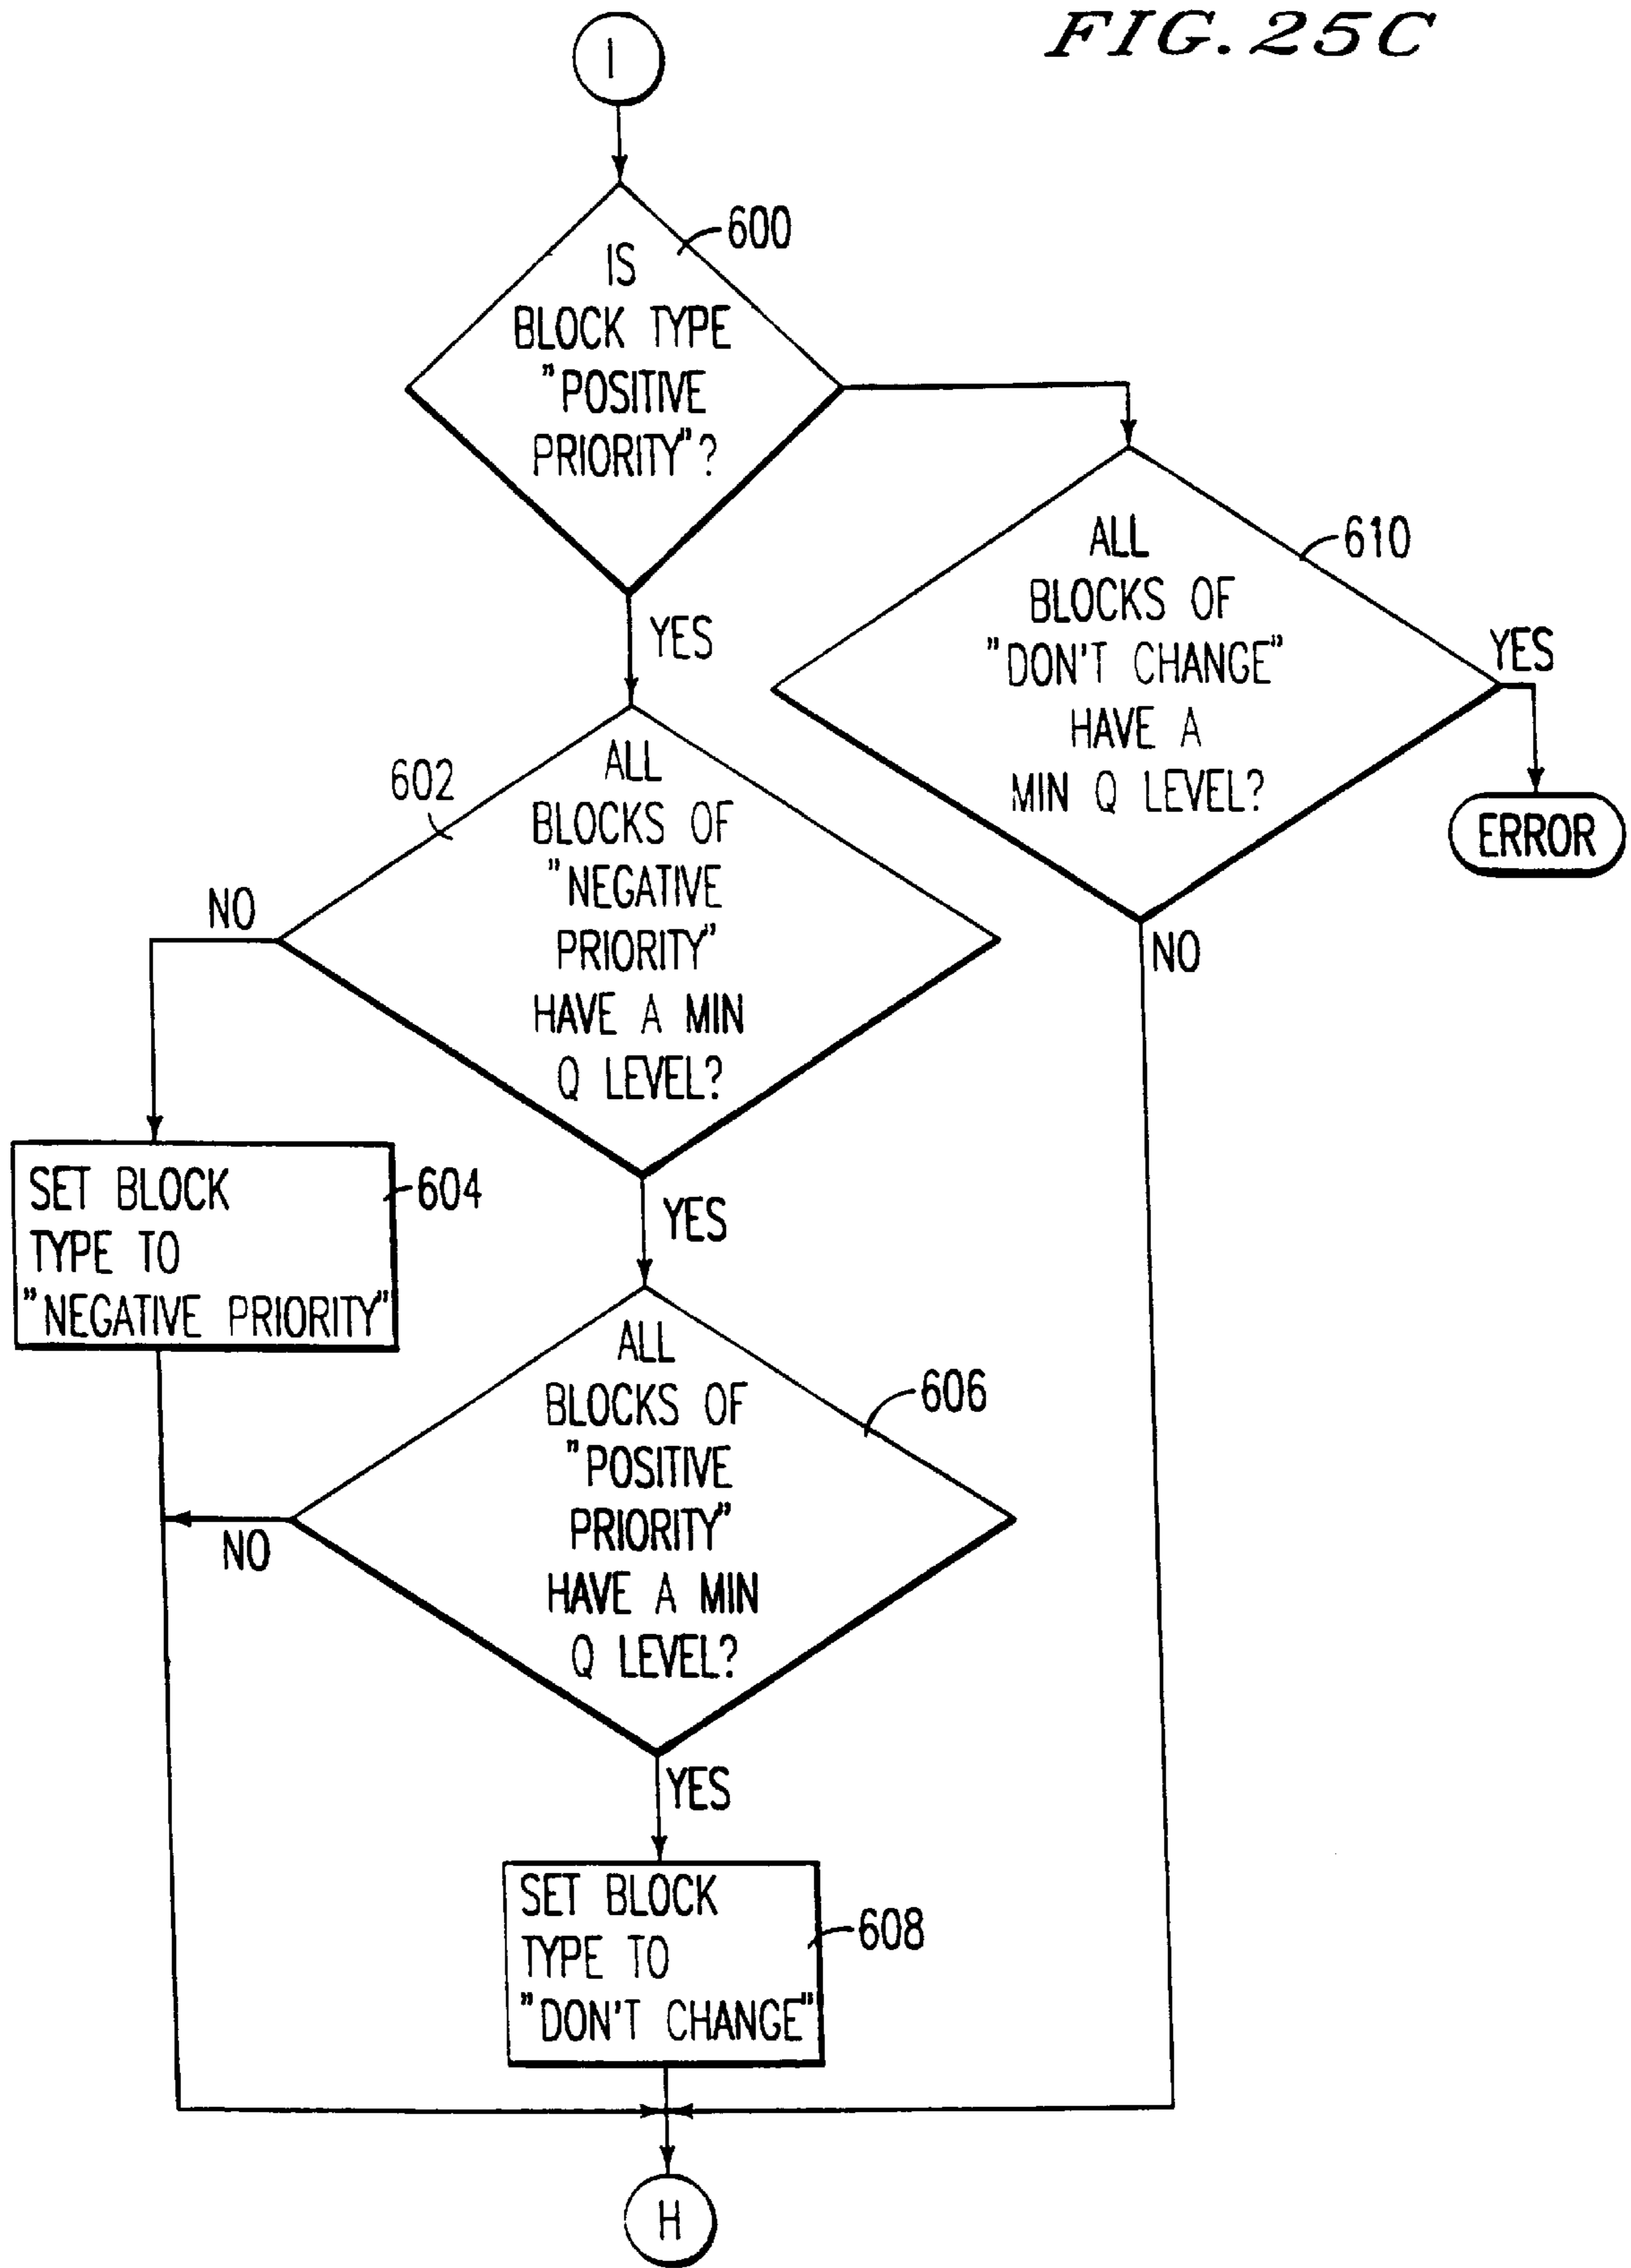 FIG. 25C
I
600
IS
BLOCK TYPE
"POSITIVE
PRIORITY"?
YES
610
ALL
BLOCKS OF
"DON'T CHANGE"
HAVE A
MIN Q LEVEL?
YES
ERROR
NO
602
ALL
BLOCKS OF
"NEGATIVE
PRIORITY"
HAVE A MIN
Q LEVEL?
NO
YES
604
SET BLOCK
TYPE TO
"NEGATIVE PRIORITY"
606
ALL
BLOCKS OF
"POSITIVE
PRIORITY"
HAVE A MIN
Q LEVEL?
NO
YES
608
SET BLOCK
TYPE TO
"DON'T CHANGE"
H